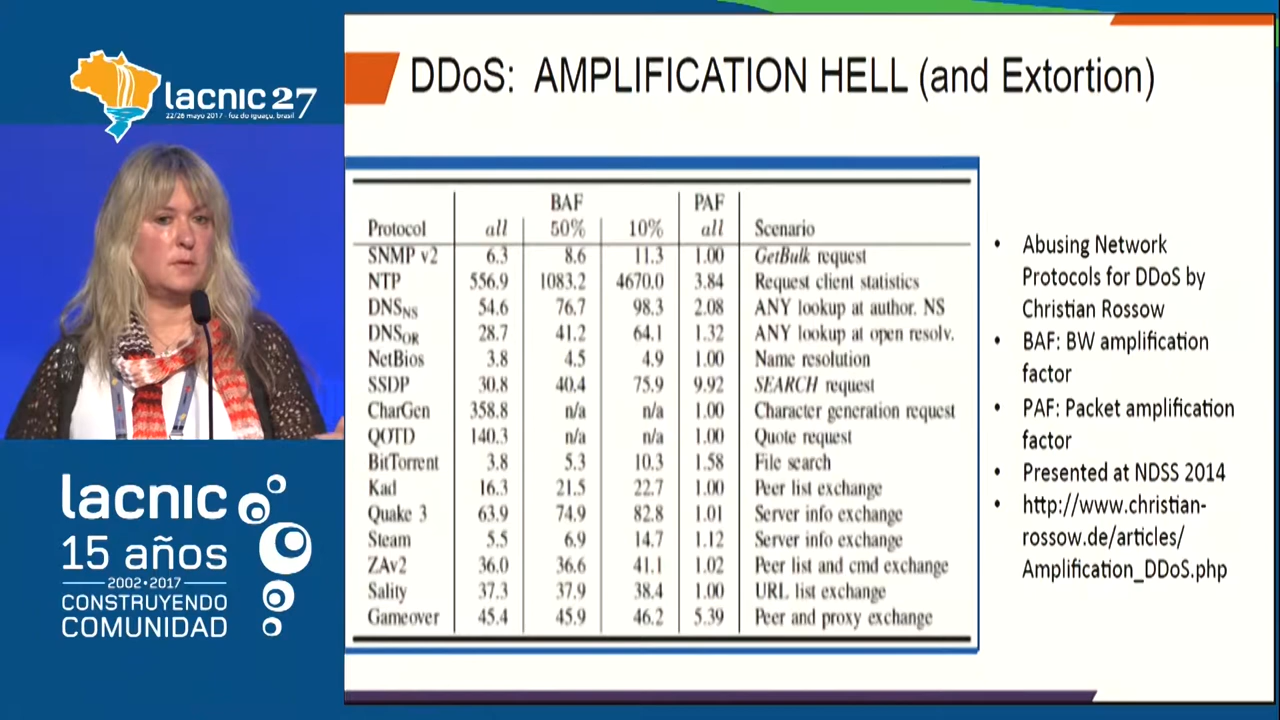 DDoS: AMPLIFICATION HELL (and Extortion)
lacnic 27
22/26 mayo 2017 - foz do iguaçu, brasil
BAF PAF
Protocol all 50% 10% all Scenario
SNMP v2 6.3 8.6 11.3 1.00 GetBulk request
NTP 556.9 1083.2 4670.0 3.84 Request client statistics
DNSNS 54.6 76.7 98.3 2.08 ANY lookup at author. NS
DNSOR 28.7 41.2 64.1 1.32 ANY lookup at open resolv.
NetBios 3.8 4.5 4.9 1.00 Name resolution
SSDP 30.8 40.4 75.9 9.92 SEARCH request
CharGen 358.8 n/a n/a 1.00 Character generation request
QOTD 140.3 n/a n/a 1.00 Quote request
BitTorrent 3.8 5.3 10.3 1.58 File search
Kad 16.3 21.5 22.7 1.00 Peer list exchange
Quake 3 63.9 74.9 82.8 1.01 Server info exchange
Steam 5.5 6.9 14.7 1.12 Server info exchange
ZAv2 36.0 36.6 41.1 1.02 Peer list and cmd exchange
Sality 37.3 37.9 38.4 1.00 URL list exchange
Gameover 45.4 45.9 46.2 5.39 Peer and proxy exchange
• Abusing Network
Protocols for DDoS by
Christian Rossow
• BAF: BW amplification
factor
• PAF: Packet amplification
factor
• Presented at NDSS 2014
• http://www.christian-
rossow.de/articles/
Amplification_DDoS.php
lacnic
15 años
2002•2017
CONSTRUYENDO
COMUNIDAD